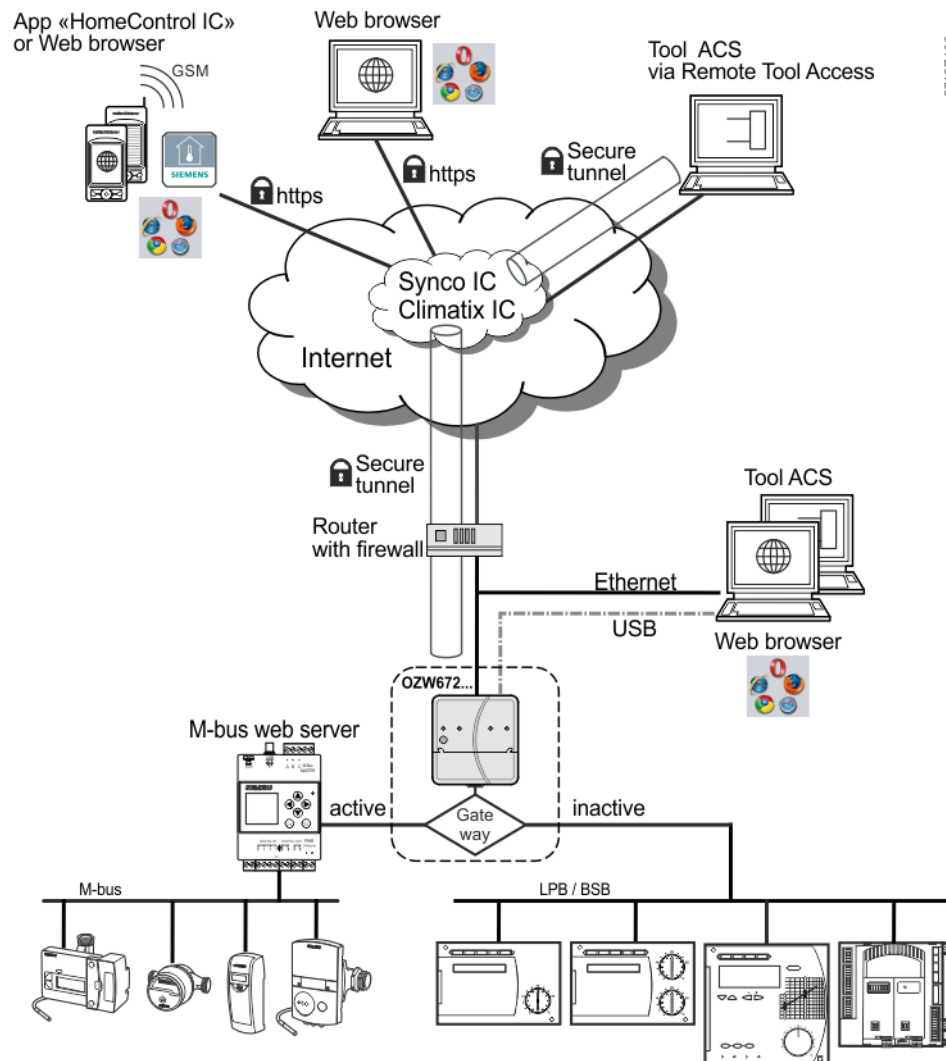 App «HomeControl IC»
or Web browser
GSM
SIEMENS
https
Web browser
https
Tool ACS
via Remote Tool Access
Secure
tunnel
Synco IC
Climatix IC
Internet
Secure
tunnel
Router
with firewall
Tool ACS
Ethernet
USB
Web browser
OZW672...
M-bus web server
active
Gate
way
inactive
M-bus
LPB / BSB